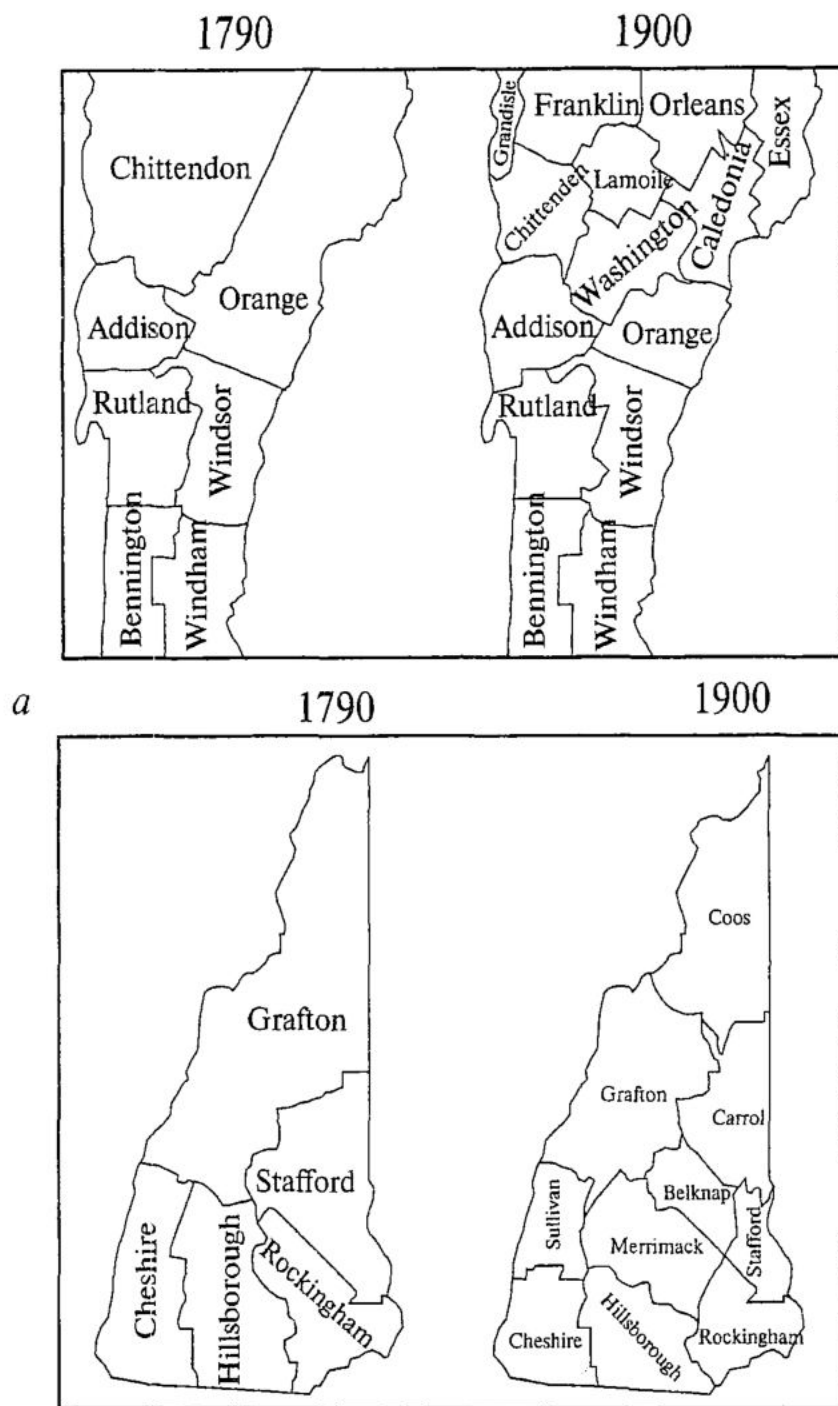 1790
1900
Chittendon
Orange
Addison
Rutland
Windsor
Bennington
Windham
Grandisle
Franklin
Orleans
Essex
Chittenden
Lamoile
Washington
Caledonia
Addison
Orange
Rutland
Windsor
Bennington
Windham
a
1790
1900
Grafton
Stafford
Cheshire
Hillsborough
Rockingham
Coos
Grafton
Carrol
Sullivan
Belknap
Merrimack
Stafford
Cheshire
Hillsborough
Rockingham